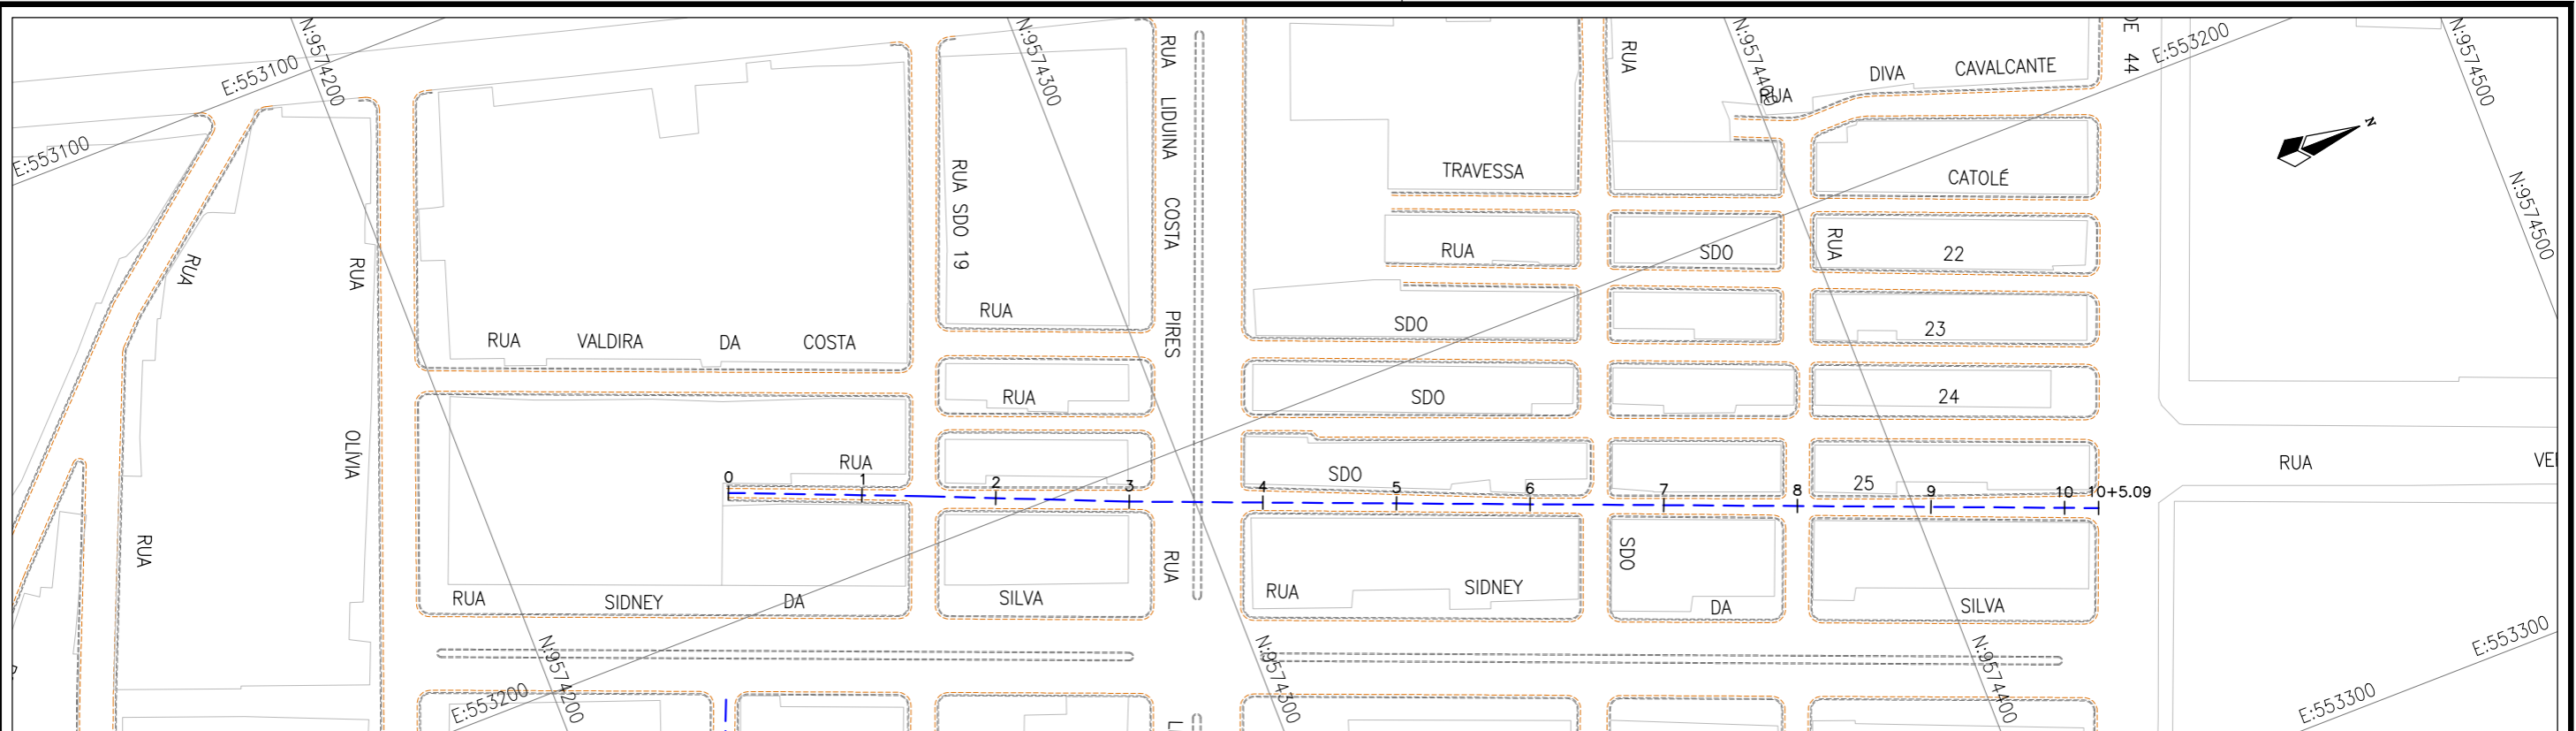 N:9574200
N:9574300
N:9574400
N:9574500
E:553100
E:553200
DE 44
E:553100
RUA LIDUINA COSTA PIRES
RUA
DIVA CAVALCANTE
RUA
N
TRAVESSA
CATOLÉ
RUA SDO 19
N:9574500
RUA
RUA
RUA SDO 22
RUA
RUA
RUA VALDIRA DA COSTA
SDO 23
RUA
SDO 24
OLÍVIA
RUA
SDO 25
RUA
0 1 2 3 4 5 6 7 8 9 10 10+5.09
RUA
RUA
SDO
RUA SIDNEY DA SILVA
RUA SIDNEY DA SILVA
N:9574200
N:9574300
N:9574400
E:553300
E:553200
E:553300